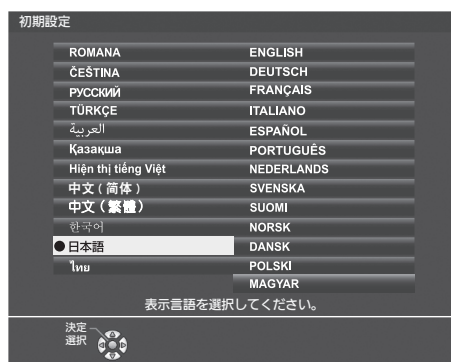 初期設定
ROMANA
ČEŠTINA
РУССКИЙ
TÜRKÇE
العربية
Қазақша
Hiện thị tiếng Việt
中文 ( 简体 )
中文 ( 繁體 )
한국어
日本語
ไทย
ENGLISH
DEUTSCH
FRANÇAIS
ITALIANO
ESPAÑOL
PORTUGUÊS
NEDERLANDS
SVENSKA
SUOMI
NORSK
DANSK
POLSKI
MAGYAR
表示言語を選択してください。
決定
選択